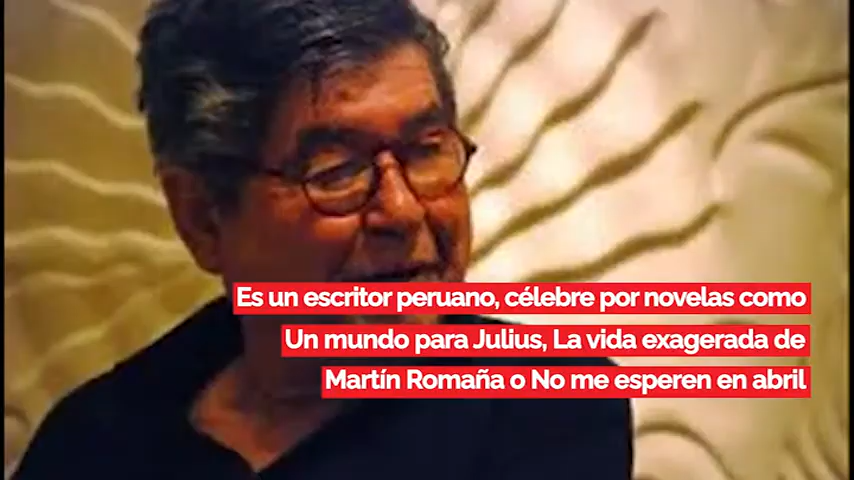 Es un escritor peruano, célebre por novelas como
Un mundo para Julius, La vida exagerada de
Martín Romaña o No me esperen en abril